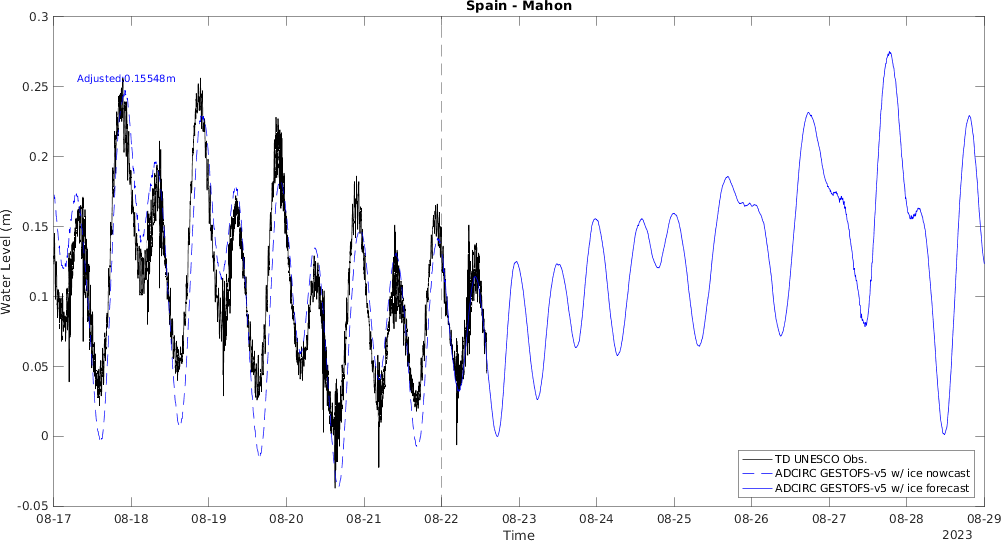 Spain - Mahon
0.3
0.25
0.2
0.15
0.1
0.05
0
-0.05
Water Level (m)
Adjusted 0.15548m
TD UNESCO Obs.
ADCIRC GESTOFS-v5 w/ ice nowcast
ADCIRC GESTOFS-v5 w/ ice forecast
08-17 08-18 08-19 08-20 08-21 08-22 08-23 08-24 08-25 08-26 08-27 08-28 08-29
Time
2023